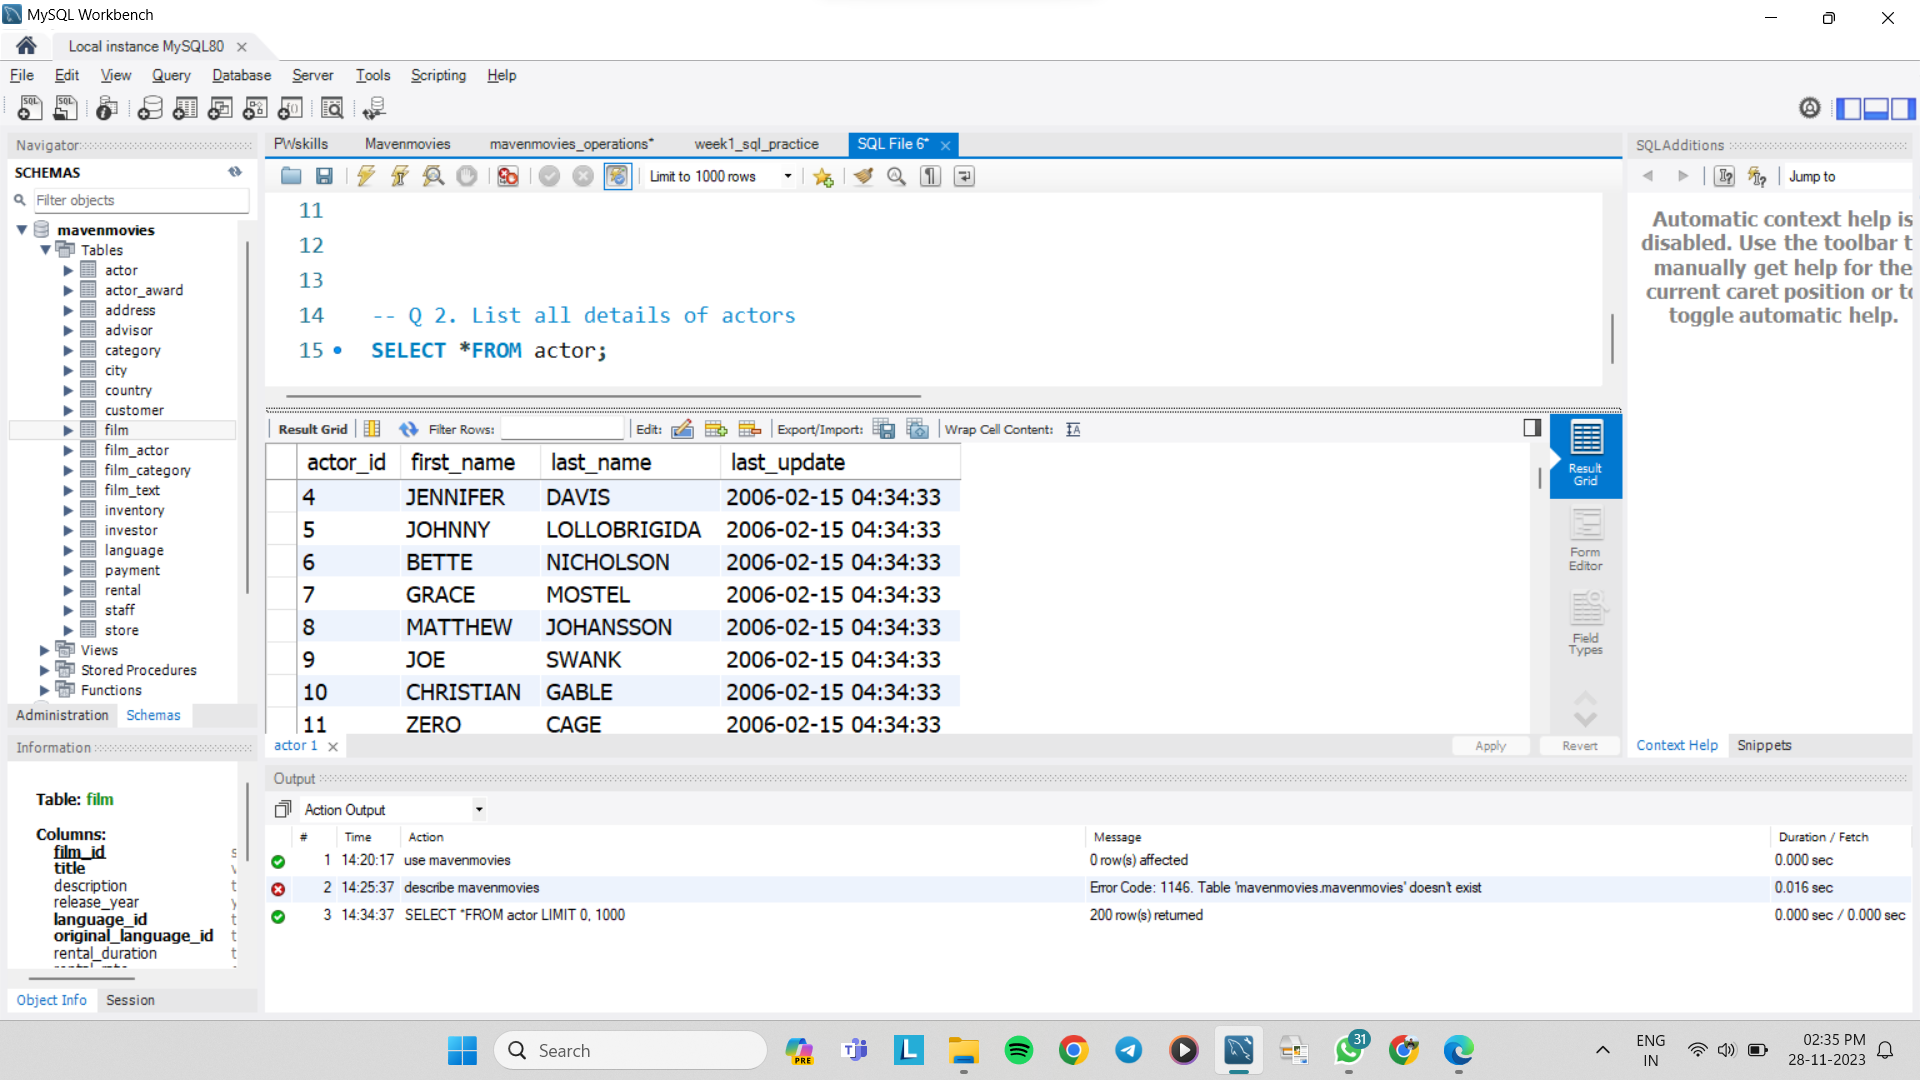 MySQL Workbench
Local instance MySQL80
File Edit View Query Database Server Tools Scripting Help
Navigator
SCHEMAS
Filter objects
mavenmovies
Tables
actor
actor_award
address
advisor
category
city
country
customer
film
film_actor
film_category
film_text
inventory
investor
language
payment
rental
staff
store
Views
Stored Procedures
Functions
Administration Schemas
Information
Table: film
Columns:
film_id
title
description
release_year
language_id
original_language_id
rental_duration
Object Info Session
PWskills Mavenmovies mavenmovies_operations* week1_sql_practice SQL File 6*
Limit to 1000 rows
11
12
13
14 -- Q 2. List all details of actors
15 SELECT *FROM actor;
Result Grid Filter Rows: Edit: Export/Import: Wrap Cell Content:
actor_id first_name last_name last_update
4 JENNIFER DAVIS 2006-02-15 04:34:33
5 JOHNNY LOLLOBRIGIDA 2006-02-15 04:34:33
6 BETTE NICHOLSON 2006-02-15 04:34:33
7 GRACE MOSTEL 2006-02-15 04:34:33
8 MATTHEW JOHANSSON 2006-02-15 04:34:33
9 JOE SWANK 2006-02-15 04:34:33
10 CHRISTIAN GABLE 2006-02-15 04:34:33
11 ZERO CAGE 2006-02-15 04:34:33
Result
Grid
Form
Editor
Field
Types
actor 1
Apply Revert
SQLAdditions
Jump to
Automatic context help is
disabled. Use the toolbar t
manually get help for the
current caret position or to
toggle automatic help.
Context Help Snippets
Output
Action Output
# Time Action Message Duration / Fetch
1 14:20:17 use mavenmovies 0 row(s) affected 0.000 sec
2 14:25:37 describe mavenmovies Error Code: 1146. Table 'mavenmovies.mavenmovies' doesn't exist 0.016 sec
3 14:34:37 SELECT *FROM actor LIMIT 0, 1000 200 row(s) returned 0.000 sec / 0.000 sec
Search
PRE
31
ENG
IN
02:35 PM
28-11-2023